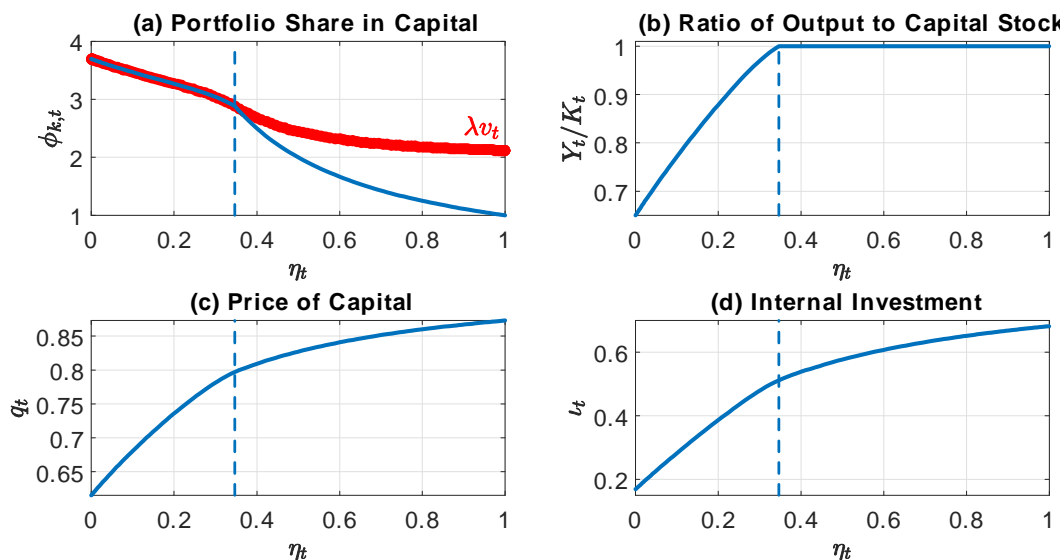 (a) Portfolio Share in Capital
4
3
2
1
ϕk,t
λvt
0 0.2 0.4 0.6 0.8 1
ηt
(b) Ratio of Output to Capital Stock
1
0.9
0.8
0.7
Yt/Kt
0 0.2 0.4 0.6 0.8 1
ηt
(c) Price of Capital
0.85
0.8
0.75
0.7
0.65
qt
0 0.2 0.4 0.6 0.8 1
ηt
(d) Internal Investment
0.6
0.4
0.2
ιt
0 0.2 0.4 0.6 0.8 1
ηt